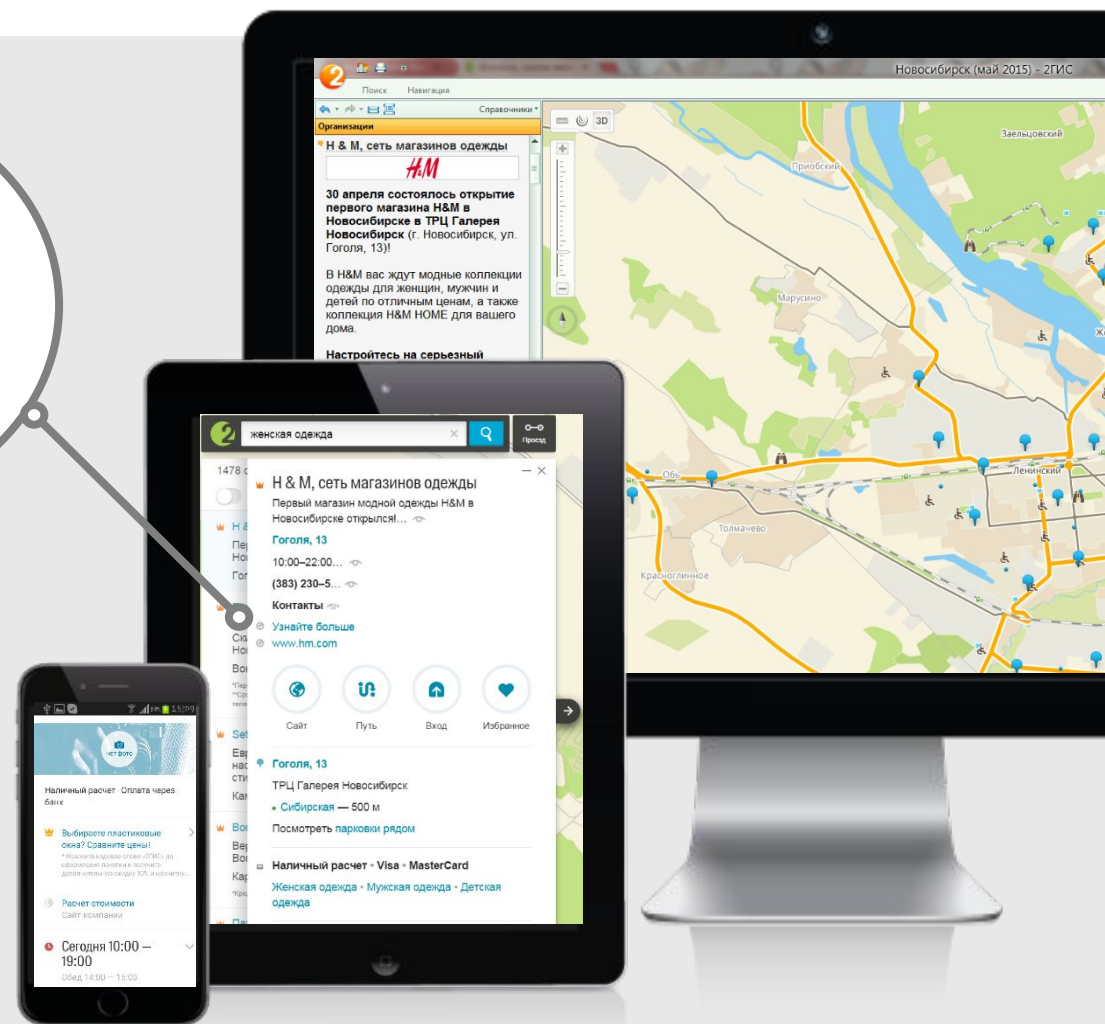 Новосибирск (май 2015) - 2ГИС
Поиск Навигация
Справочники
Организации
Н & М, сеть магазинов одежды
H&M
30 апреля состоялось открытие
первого магазина H&M в
Новосибирске в ТРЦ Галерея
Новосибирск (г. Новосибирск, ул.
Гоголя, 13)!
В H&M вас ждут модные коллекции
одежды для женщин, мужчин и
детей по отличным ценам, а также
коллекция H&M HOME для вашего
дома.
Настройтесь на серьезный
3D
Заельцовский
Приобский
Марусино
Обь
Ленинский
Толмачево
Красноглинное
2
женская одежда
Проезд
1478
Н & М, сеть магазинов одежды
Первый магазин модной одежды H&M в
Новосибирске открылся!...
Гоголя, 13
10:00–22:00...
(383) 230–5...
Контакты
Узнайте больше
www.hm.com
Сайт Путь Вход Избранное
Гоголя, 13
ТРЦ Галерея Новосибирск
• Сибирская — 500 м
Посмотреть парковки рядом
Наличный расчет • Visa • MasterCard
Женская одежда • Мужская одежда • Детская
одежда
15:09
нет фото
Наличный расчет Оплата через
банк
Выбираете пластиковые
окна? Сравните цены!
Расчет стоимости
Сайт компании
Сегодня 10:00 —
19:00
Обед 14:00 — 15:00